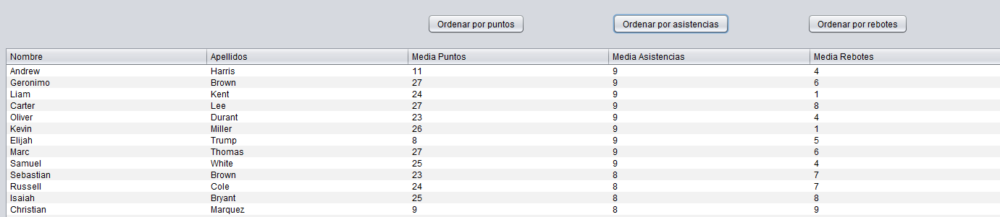 Ordenar por puntos Ordenar por asistencias Ordenar por rebotes
Nombre Apellidos Media Puntos Media Asistencias Media Rebotes
Andrew Harris 11 9 4
Geronimo Brown 27 9 6
Liam Kent 24 9 1
Carter Lee 27 9 8
Oliver Durant 23 9 4
Kevin Miller 26 9 1
Elijah Trump 8 9 5
Marc Thomas 27 9 6
Samuel White 25 9 4
Sebastian Brown 23 8 7
Russell Cole 24 8 7
Isaiah Bryant 25 8 8
Christian Marquez 9 8 9